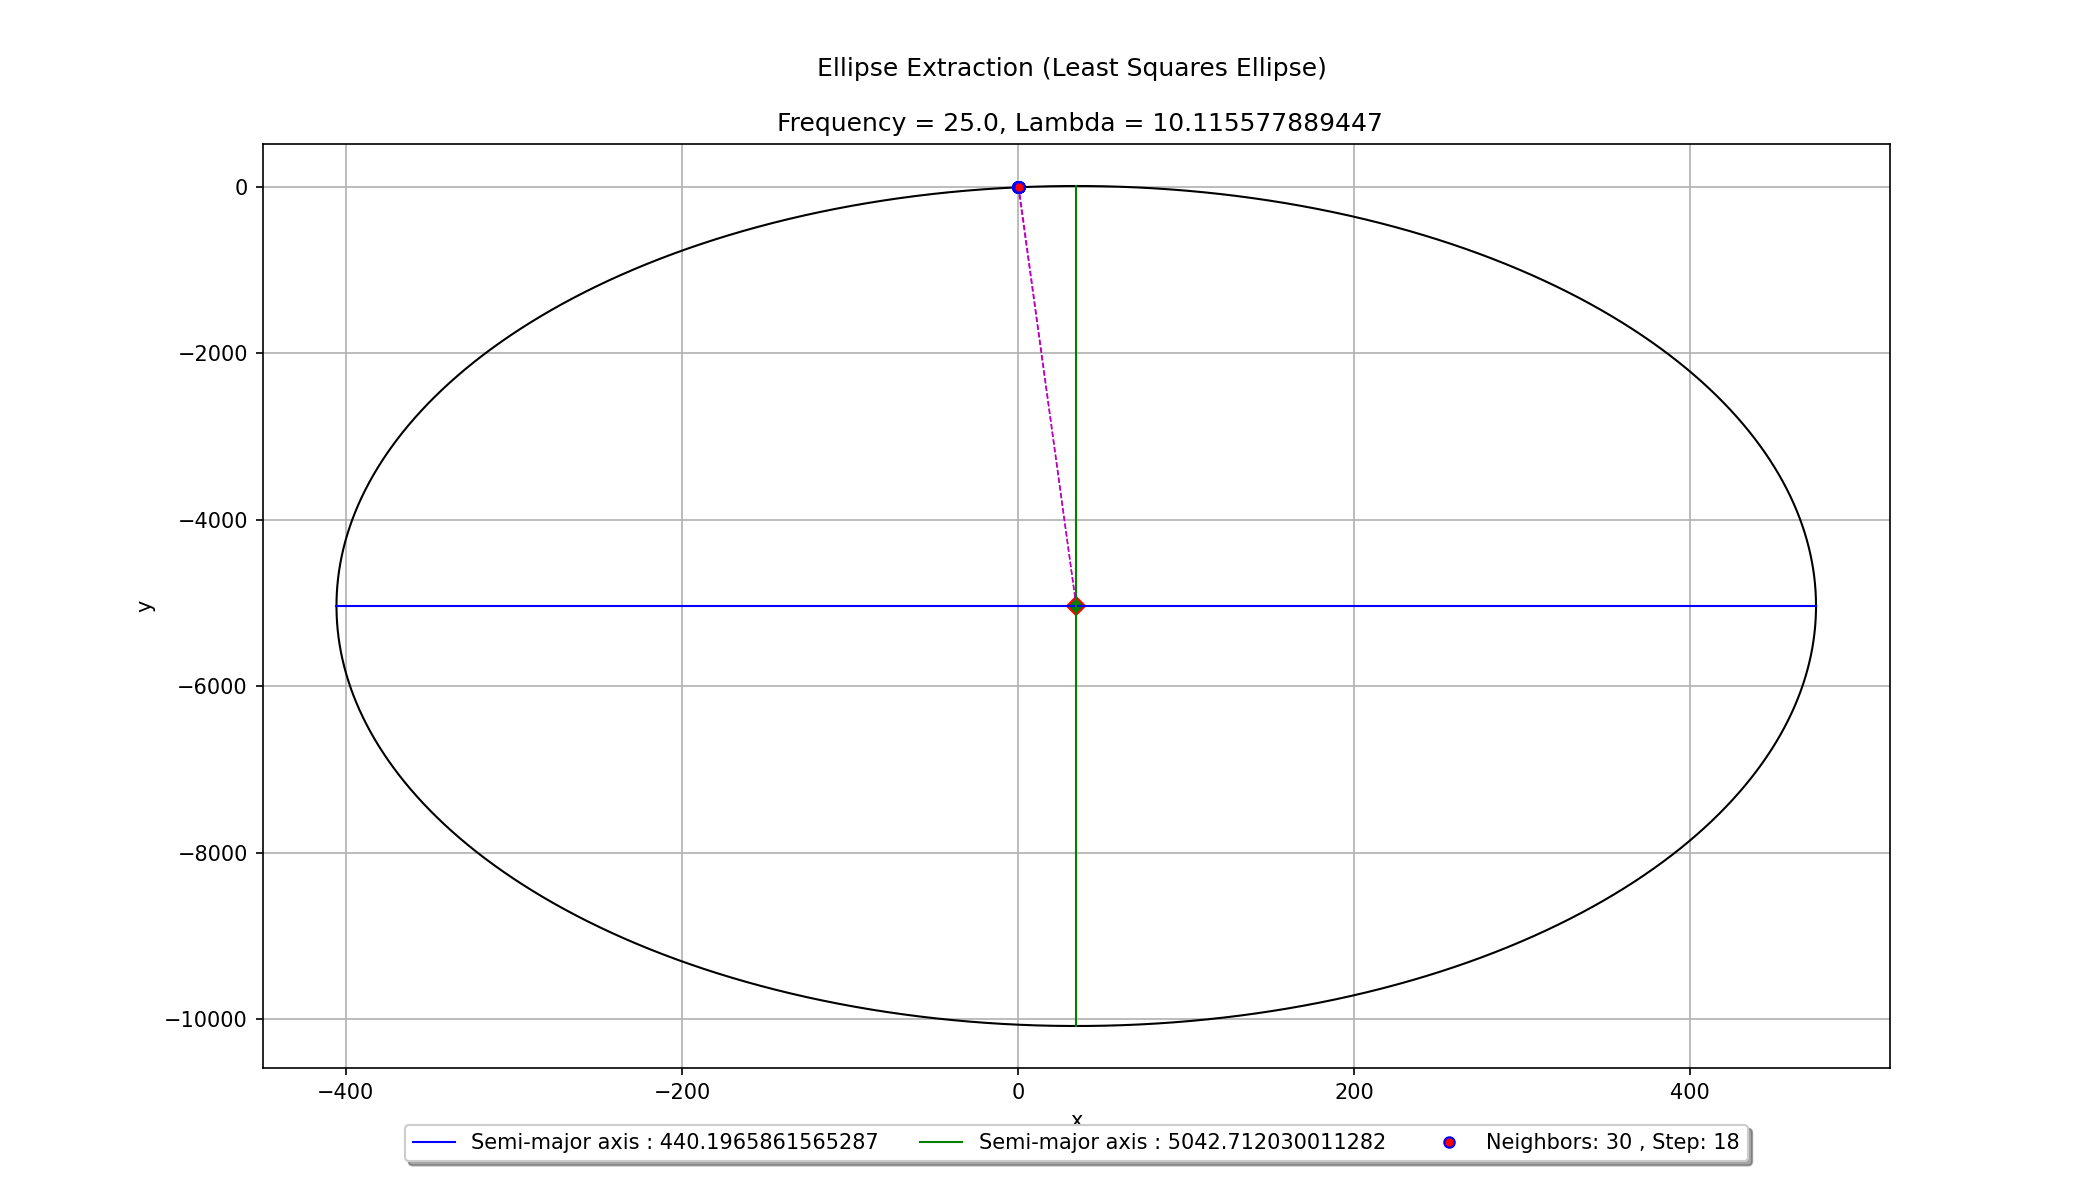 Ellipse Extraction (Least Squares Ellipse)
Frequency = 25.0, Lambda = 10.115577889447
0
−2000
−4000
−6000
−8000
−10000
y
−400
−200
0
200
400
x
Semi-major axis : 440.1965861565287
Semi-major axis : 5042.712030011282
Neighbors: 30 , Step: 18